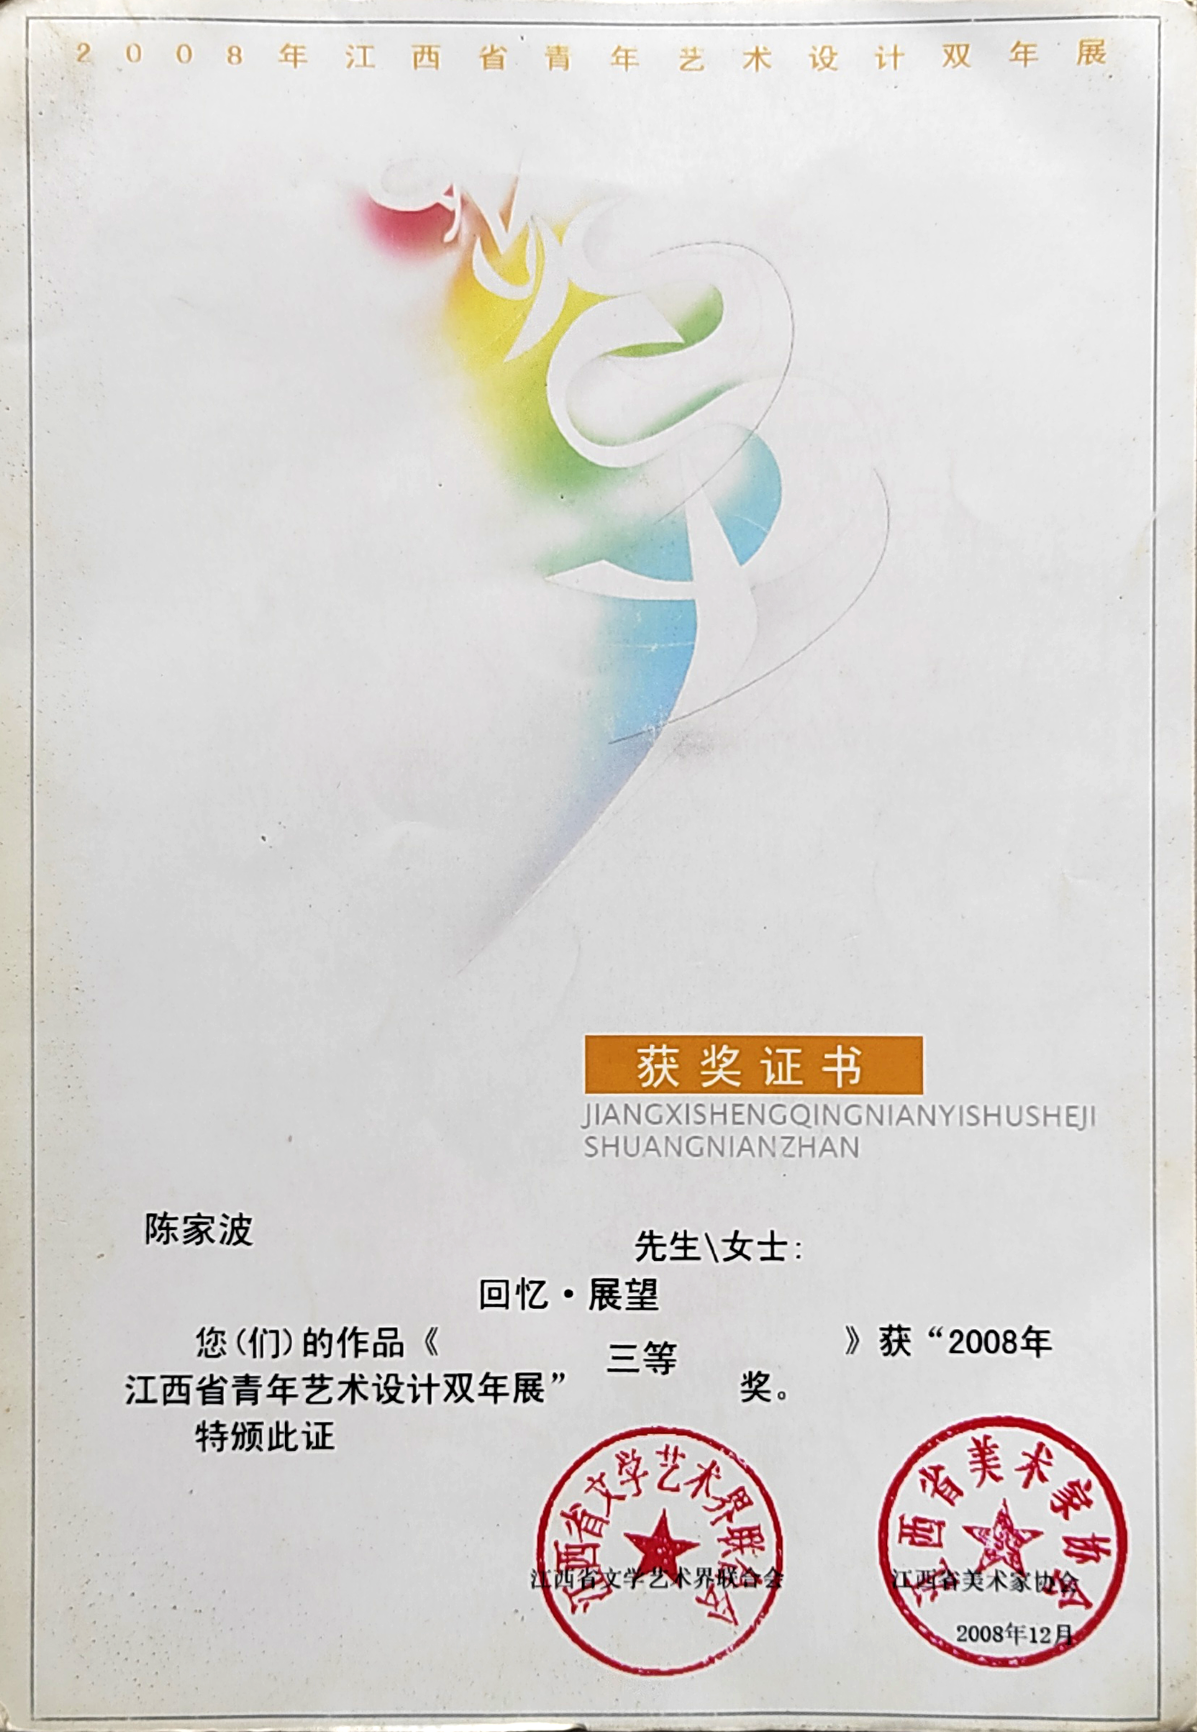 2008年江西省青年艺术设计双年展
获奖证书
JIANGXISHENGQINGNIANYISHUSHEJI
SHUANGNIANZHAN
陈家波
先生\女士：
回忆·展望
您(们)的作品《 》获“2008年
三等
江西省青年艺术设计双年展” 奖。
特颁此证
江西省文学艺术界联合会
江西省美术家协会
江西省文学艺术界联合会
江西省美术家协会
2008年12月